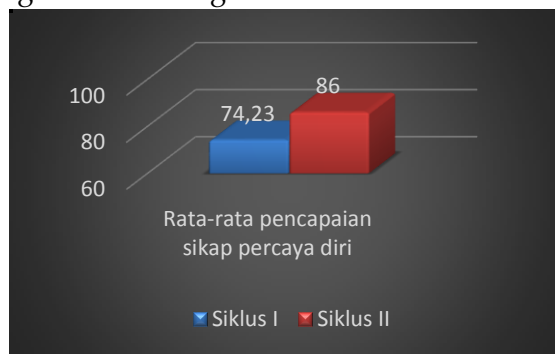 100
80
60
74,23
86
Rata-rata pencapaian
sikap percaya diri
Siklus I
Siklus II